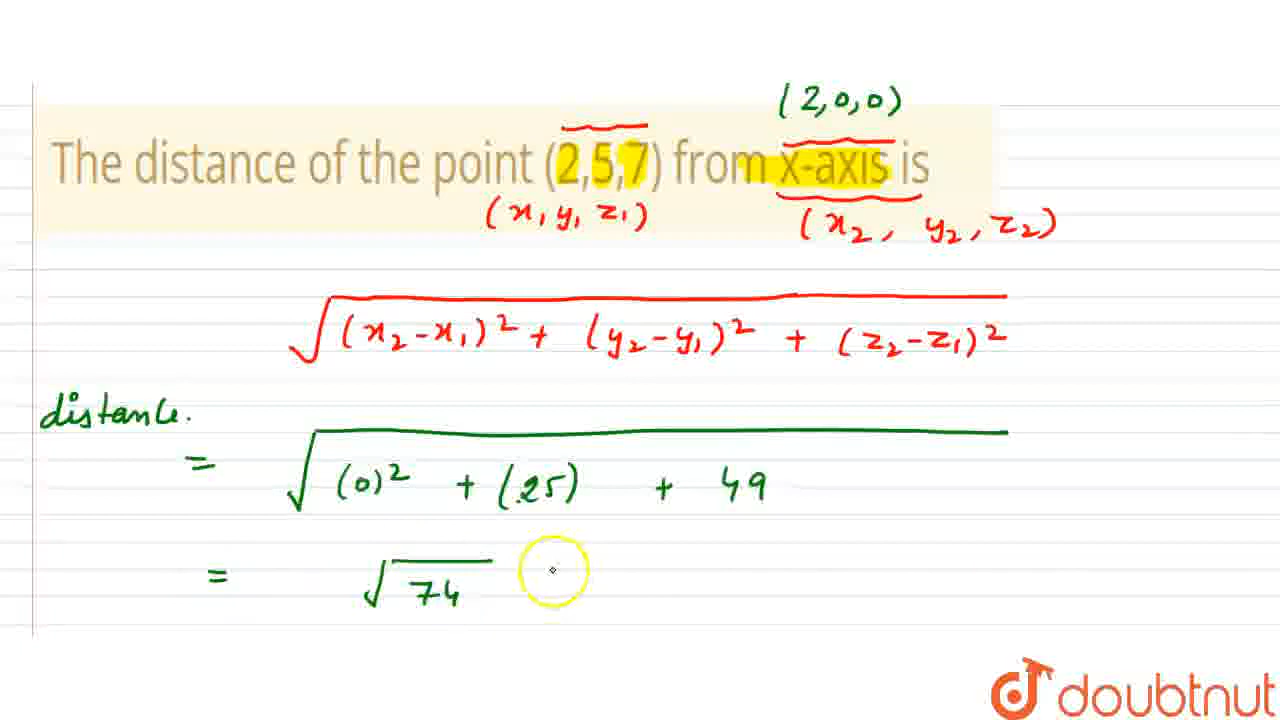 (2,0,0)
The distance of the point (2,5,7) from x-axis is
(x₁ y₁ z₁) (x₂, y₂, z₂)
√(x₂-x₁)² + (y₂-y₁)² + (z₂-z₁)²
distance.
= √(0)² + (25) + 49
= √74
doubtnut